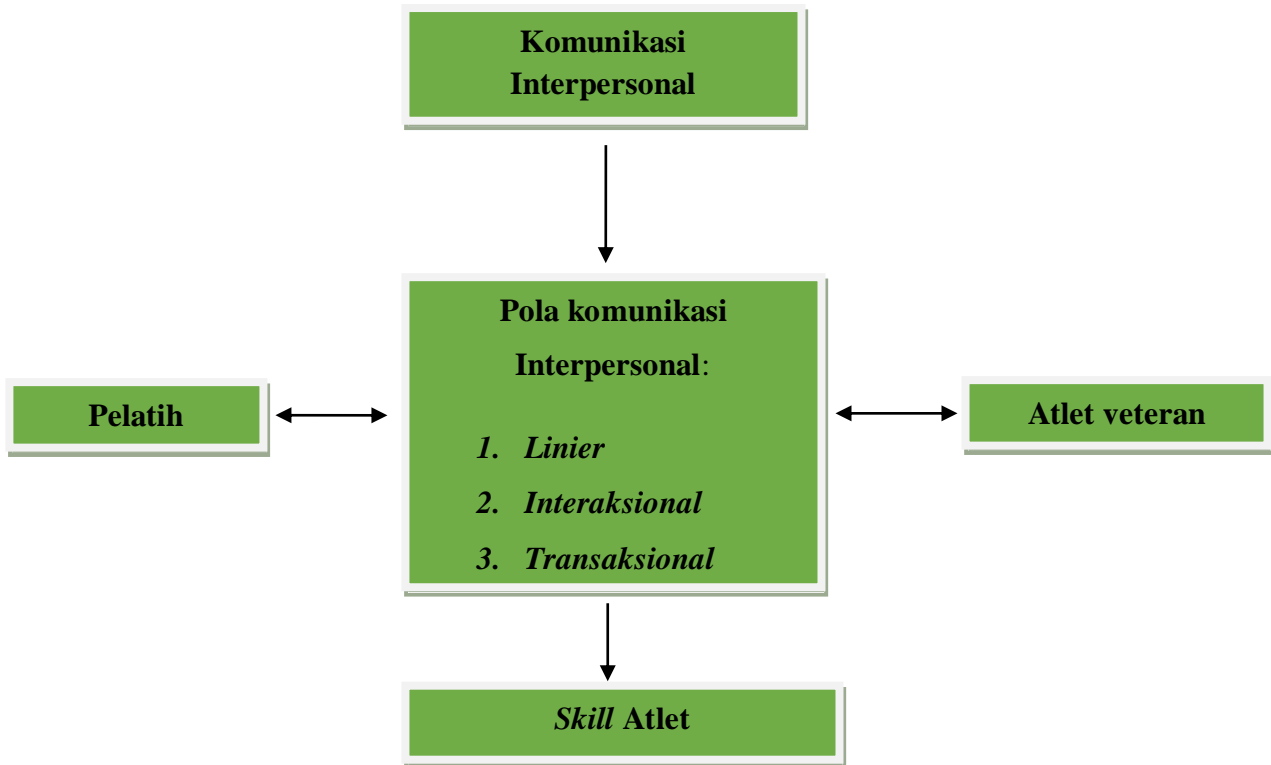 Komunikasi
Interpersonal
Pola komunikasi
Interpersonal:
1. Linier
2. Interaksional
3. Transaksional
Pelatih
Atlet veteran
Skill Atlet